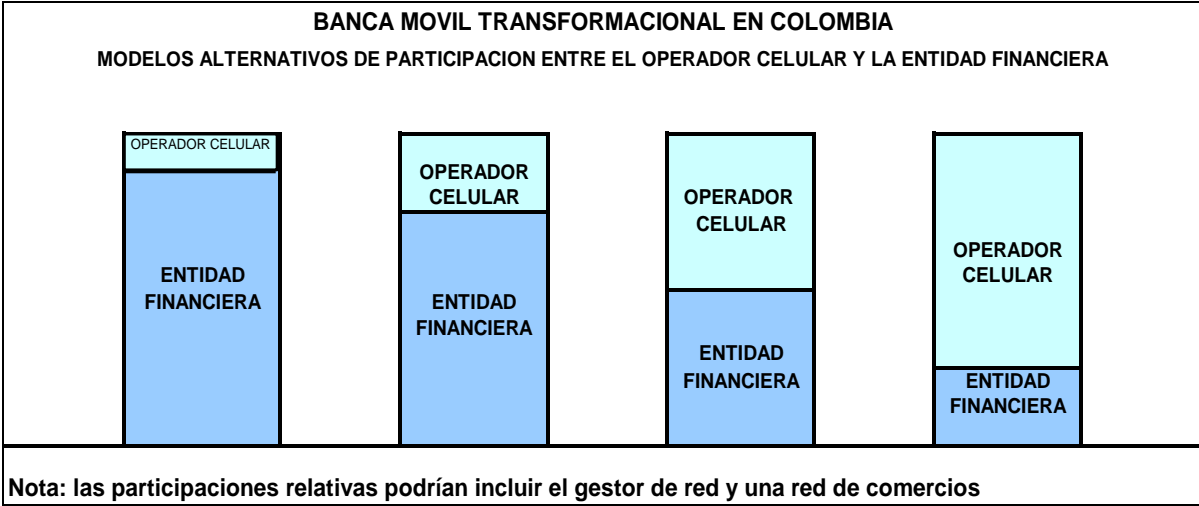 BANCA MOVIL TRANSFORMACIONAL EN COLOMBIA
MODELOS ALTERNATIVOS DE PARTICIPACION ENTRE EL OPERADOR CELULAR Y LA ENTIDAD FINANCIERA
OPERADOR CELULAR
ENTIDAD
FINANCIERA
OPERADOR
CELULAR
ENTIDAD
FINANCIERA
OPERADOR
CELULAR
ENTIDAD
FINANCIERA
OPERADOR
CELULAR
ENTIDAD
FINANCIERA
Nota: las participaciones relativas podrían incluir el gestor de red y una red de comercios